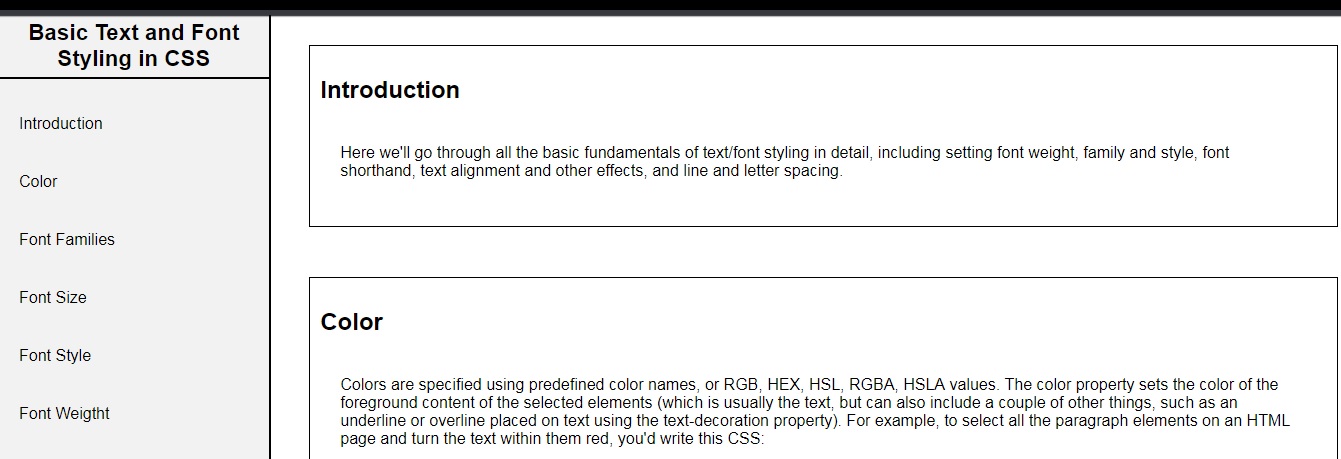 Basic Text and Font
Styling in CSS
Introduction
Color
Font Families
Font Size
Font Style
Font Weigtht
Introduction
Here we'll go through all the basic fundamentals of text/font styling in detail, including setting font weight, family and style, font
shorthand, text alignment and other effects, and line and letter spacing.
Color
Colors are specified using predefined color names, or RGB, HEX, HSL, RGBA, HSLA values. The color property sets the color of the
foreground content of the selected elements (which is usually the text, but can also include a couple of other things, such as an
underline or overline placed on text using the text-decoration property). For example, to select all the paragraph elements on an HTML
page and turn the text within them red, you'd write this CSS: